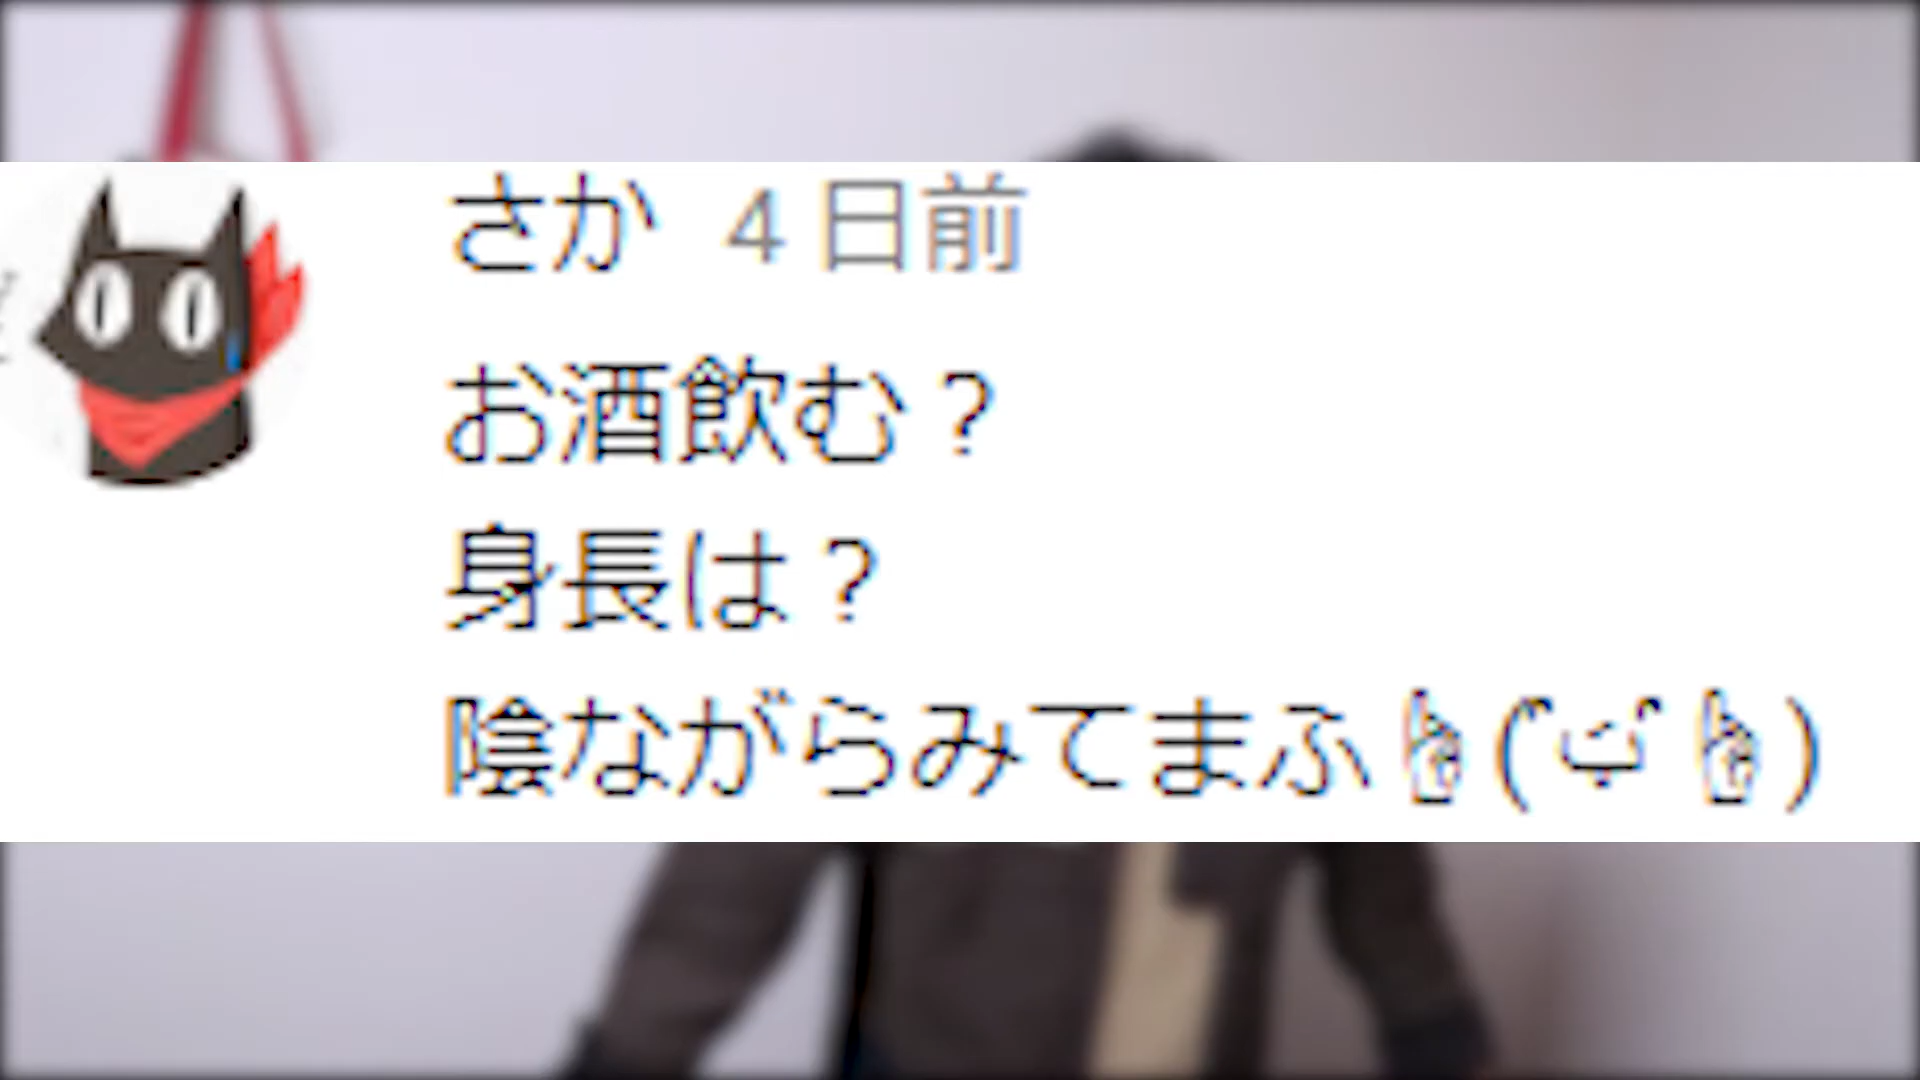 さか 4日前
お酒飲む？
身長は？
陰ながらみてまふ☝(՞ ਊ ՞☝)